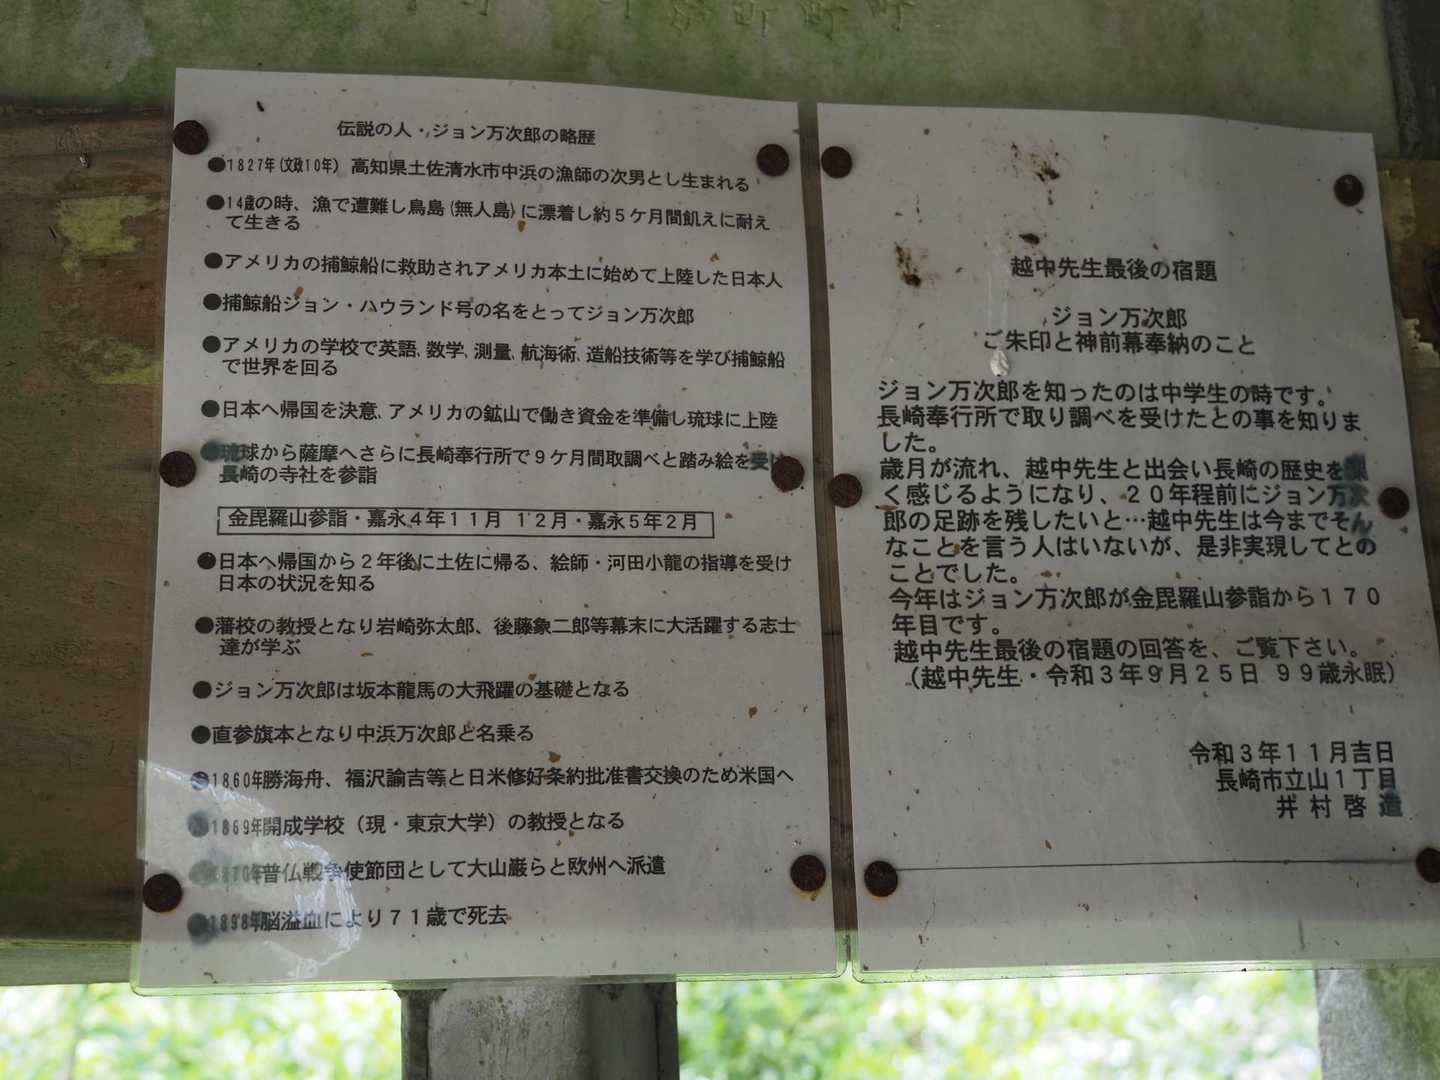 町 町 町
伝説の人・ジョン万次郎の略歴
●1827年(文政10年) 高知県土佐清水市中浜の漁師の次男とし生まれる
●14歳の時、漁で遭難し鳥島(無人島)に漂着し約5ケ月間飢えに耐え
て生きる
●アメリカの捕鯨船に救助されアメリカ本土に始めて上陸した日本人
●捕鯨船ジョン・ハウランド号の名をとってジョン万次郎
●アメリカの学校で英語、数学、測量、航海術、造船技術等を学び捕鯨船
で世界を回る
●日本へ帰国を決意、アメリカの鉱山で働き資金を準備し琉球に上陸
●琉球から薩摩へさらに長崎奉行所で9ケ月間取調べと踏み絵を受け
長崎の寺社を参詣
金毘羅山参詣・嘉永4年11月 12月・嘉永5年2月
●日本へ帰国から2年後に土佐に帰る、絵師・河田小龍の指導を受け
日本の状況を知る
●藩校の教授となり岩崎弥太郎、後藤象二郎等幕末に大活躍する志士
達が学ぶ
●ジョン万次郎は坂本龍馬の大飛躍の基礎となる
●直参旗本となり中浜万次郎と名乗る
●1860年勝海舟、福沢諭吉等と日米修好条約批准書交換のため米国へ
●1869年開成学校(現・東京大学)の教授となる
●1870年普仏戦争使節団として大山巌らと欧州へ派遣
●1898年脳溢血により71歳で死去
越中先生最後の宿題
ジョン万次郎
ご朱印と神前幕奉納のこと
ジョン万次郎を知ったのは中学生の時です。
長崎奉行所で取り調べを受けたとの事を知りま
した。
歳月が流れ、越中先生と出会い長崎の歴史を深
く感じるようになり、20年程前にジョン万次
郎の足跡を残したいと…越中先生は今までそん
なことを言う人はいないが、是非実現してとの
ことでした。
今年はジョン万次郎が金毘羅山参詣から170
年目です。
越中先生最後の宿題の回答を、ご覧下さい。
(越中先生・令和3年9月25日 99歳永眠)
令和3年11月吉日
長崎市立山1丁目
井 村 啓 造